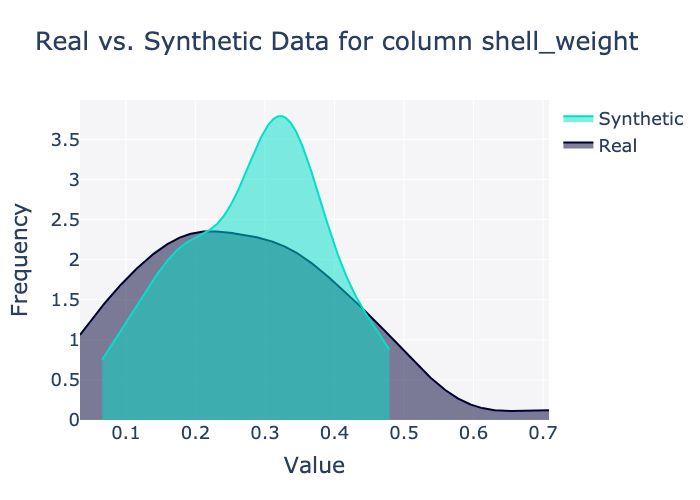 Real vs. Synthetic Data for column shell_weight
Synthetic
Real
3.5
3
2.5
2
1.5
1
0.5
0
Frequency
0.1 0.2 0.3 0.4 0.5 0.6 0.7
Value